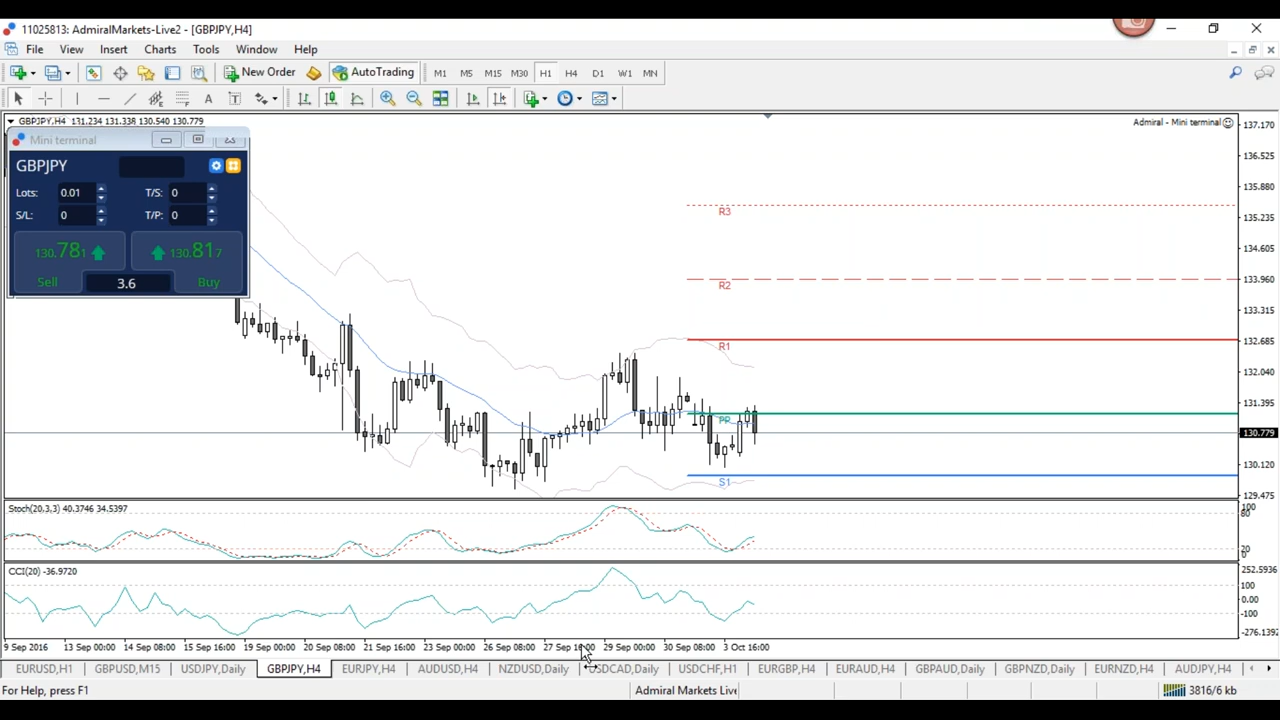 11025813: AdmiralMarkets-Live2 - [GBPJPY,H4]
File View Insert Charts Tools Window Help
New Order AutoTrading M1 M5 M15 M30 H1 H4 D1 W1 MN
A T
GBPJPY,H4 131.234 131.338 130.540 130.779
Admiral - Mini terminal
Mini terminal
GBPJPY
Lots: 0.01 T/S: 0
S/L: 0 T/P: 0
130.781 130.817
Sell 3.6 Buy
R3
R2
R1
PP
S1
137.170
136.525
135.880
135.235
134.605
133.960
133.315
132.685
132.040
131.395
130.779
130.120
129.475
Stoch(20,3,3) 40.3746 34.5397
100
80
20
0
CCI(20) -36.9720
252.5936
100
0.00
-100
-276.1392
9 Sep 2016 13 Sep 00:00 14 Sep 08:00 15 Sep 16:00 19 Sep 00:00 20 Sep 08:00 21 Sep 16:00 23 Sep 00:00 26 Sep 08:00 27 Sep 16:00 29 Sep 00:00 30 Sep 08:00 3 Oct 16:00
EURUSD,H1 GBPUSD,M15 USDJPY,Daily GBPJPY,H4 EURJPY,H4 AUDUSD,H4 NZDUSD,Daily USDCAD,Daily USDCHF,H1 EURGBP,H4 EURAUD,H4 GBPAUD,Daily GBPNZD,Daily EURNZD,H4 AUDJPY,H4
For Help, press F1 Admiral Markets Live 3816/6 kb